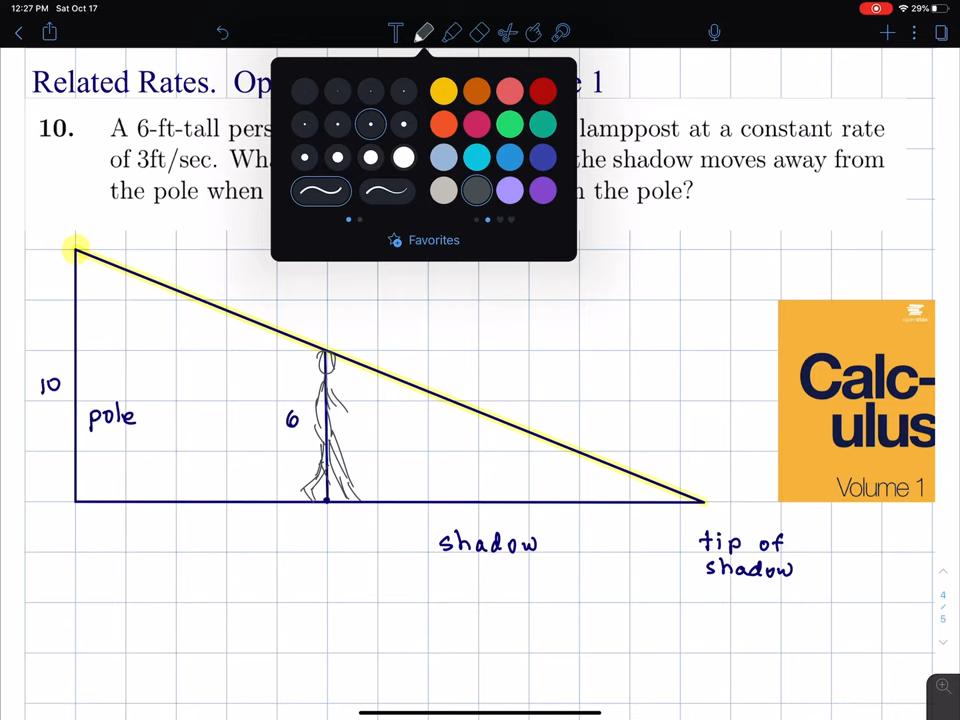 12:27 PM Sat Oct 17
29%
T
Related Rates. Op 1
10. A 6-ft-tall pers lamppost at a constant rate
of 3ft/sec. Wha the shadow moves away from
the pole when the pole?
Favorites
10
pole
6
shadow
tip of
shadow
openstax
Calc-
ulus
Volume 1
4
/
5